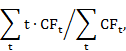 ∑ₜ t · CFₜ / ∑ₜ CFₜ,